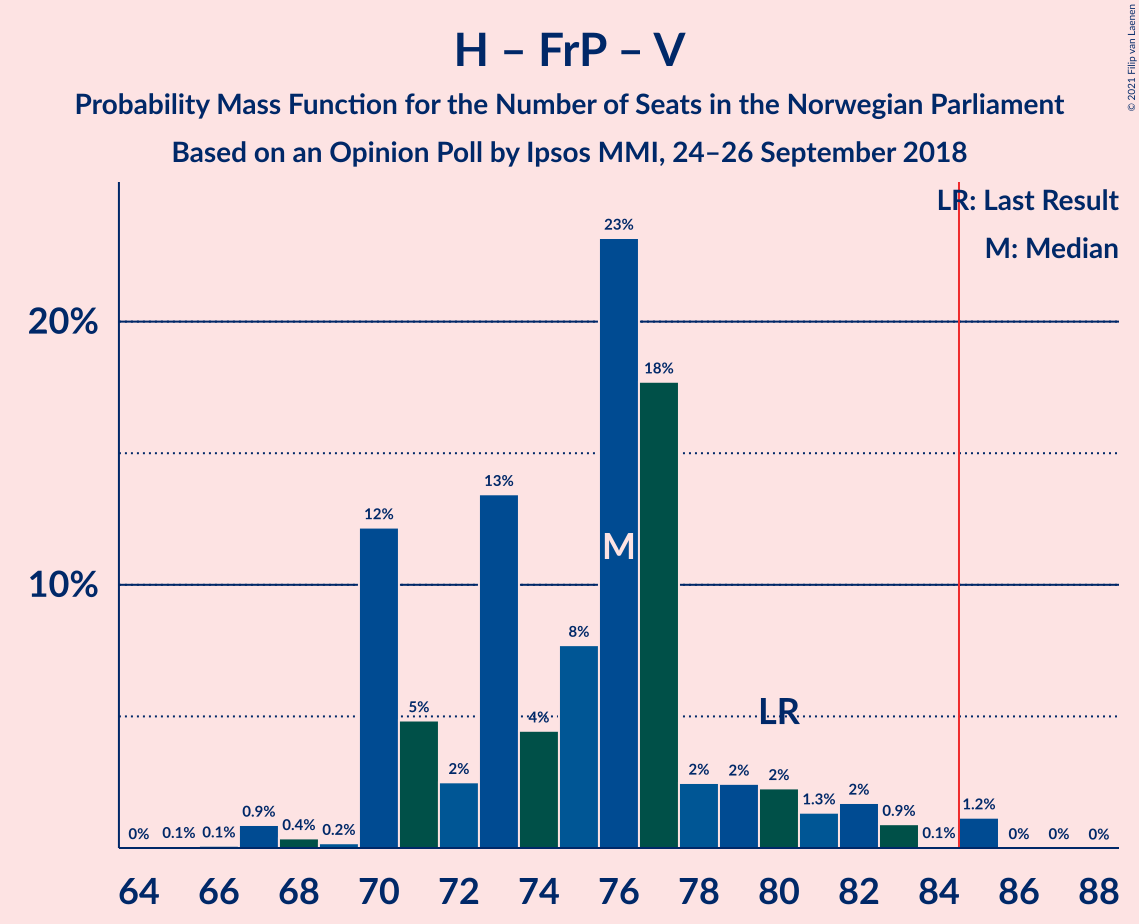 H – FrP – V
Probability Mass Function for the Number of Seats in the Norwegian Parliament
Based on an Opinion Poll by Ipsos MMI, 24–26 September 2018
© 2021 Filip van Laenen
LR: Last Result
M: Median
20%
10%
0% 0.1% 0.1% 0.9% 0.4% 0.2% 12% 5% 2% 13% 4% 8% 23% 18% 2% 2% 2% 1.3% 2% 0.9% 0.1% 1.2% 0% 0% 0%
M
LR
64 66 68 70 72 74 76 78 80 82 84 86 88